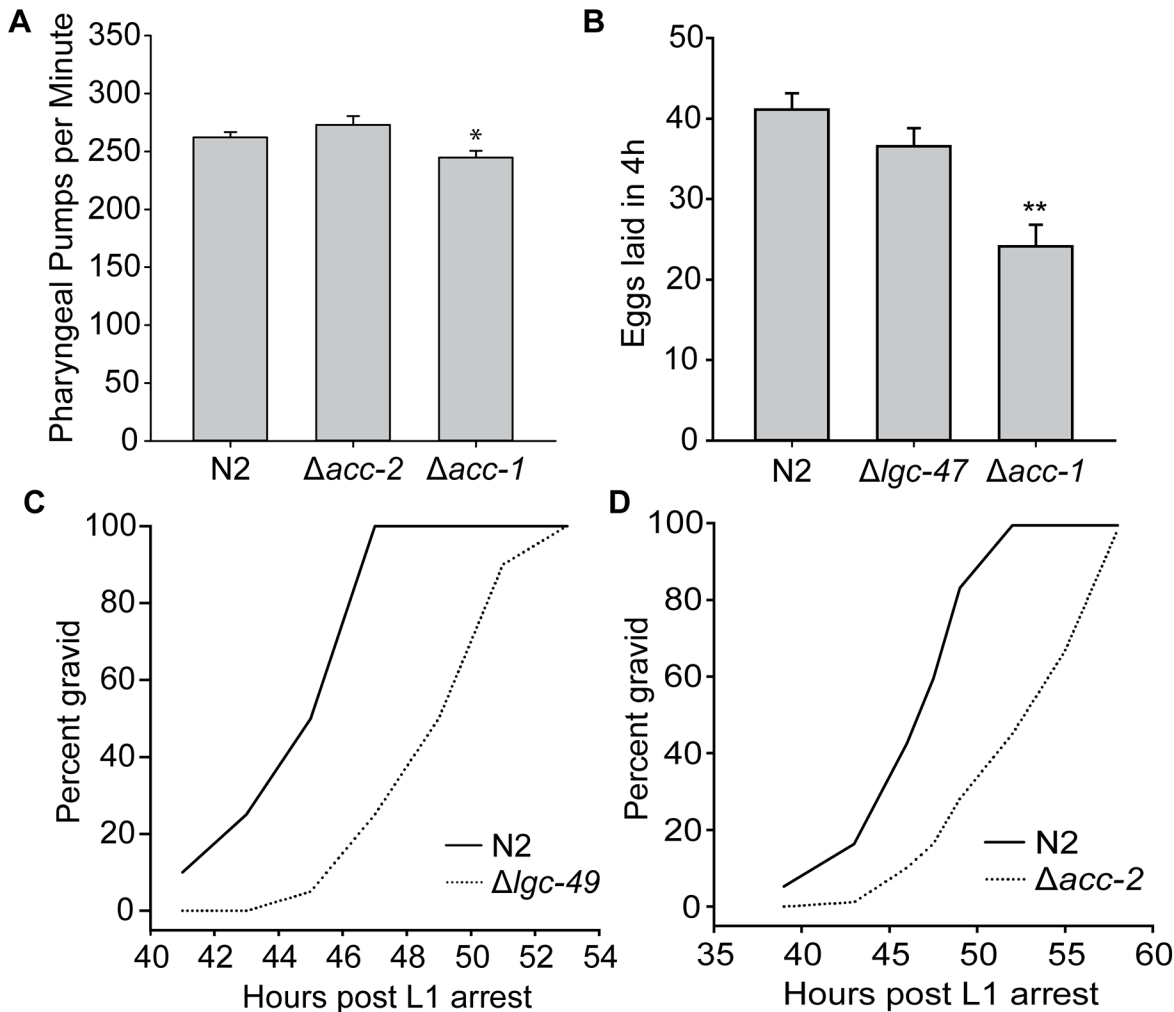 A
Pharyngeal Pumps per Minute
350
300
250
200
150
100
50
0
*
N2
Δacc-2
Δacc-1
B
Eggs laid in 4h
50
40
30
20
10
0
**
N2
Δlgc-47
Δacc-1
C
Percent gravid
100
80
60
40
20
0
N2
Δlgc-49
40 42 44 46 48 50 52 54
Hours post L1 arrest
D
Percent gravid
100
80
60
40
20
0
N2
Δacc-2
35 40 45 50 55 60
Hours post L1 arrest